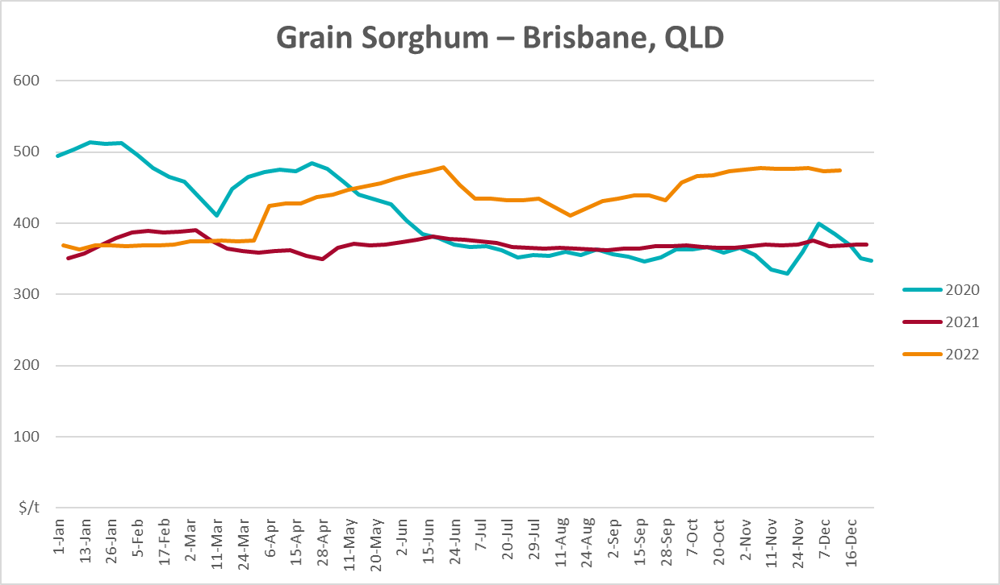 Grain Sorghum – Brisbane, QLD
600
500
400
300
200
100
$/t
2020
2021
2022
1-Jan
13-Jan
26-Jan
5-Feb
17-Feb
2-Mar
11-Mar
24-Mar
6-Apr
15-Apr
28-Apr
11-May
20-May
2-Jun
15-Jun
24-Jun
7-Jul
20-Jul
29-Jul
11-Aug
24-Aug
2-Sep
15-Sep
28-Sep
7-Oct
20-Oct
2-Nov
11-Nov
24-Nov
7-Dec
16-Dec